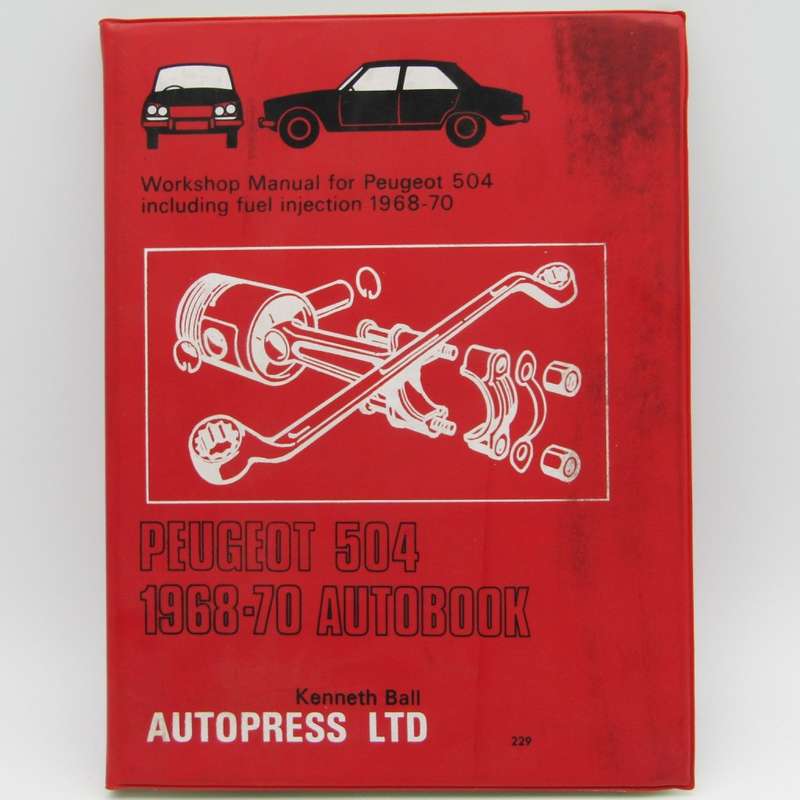 Workshop Manual for Peugeot 504
including fuel injection 1968-70
PEUGEOT 504
1968-70 AUTOBOOK
Kenneth Ball
AUTOPRESS LTD
229